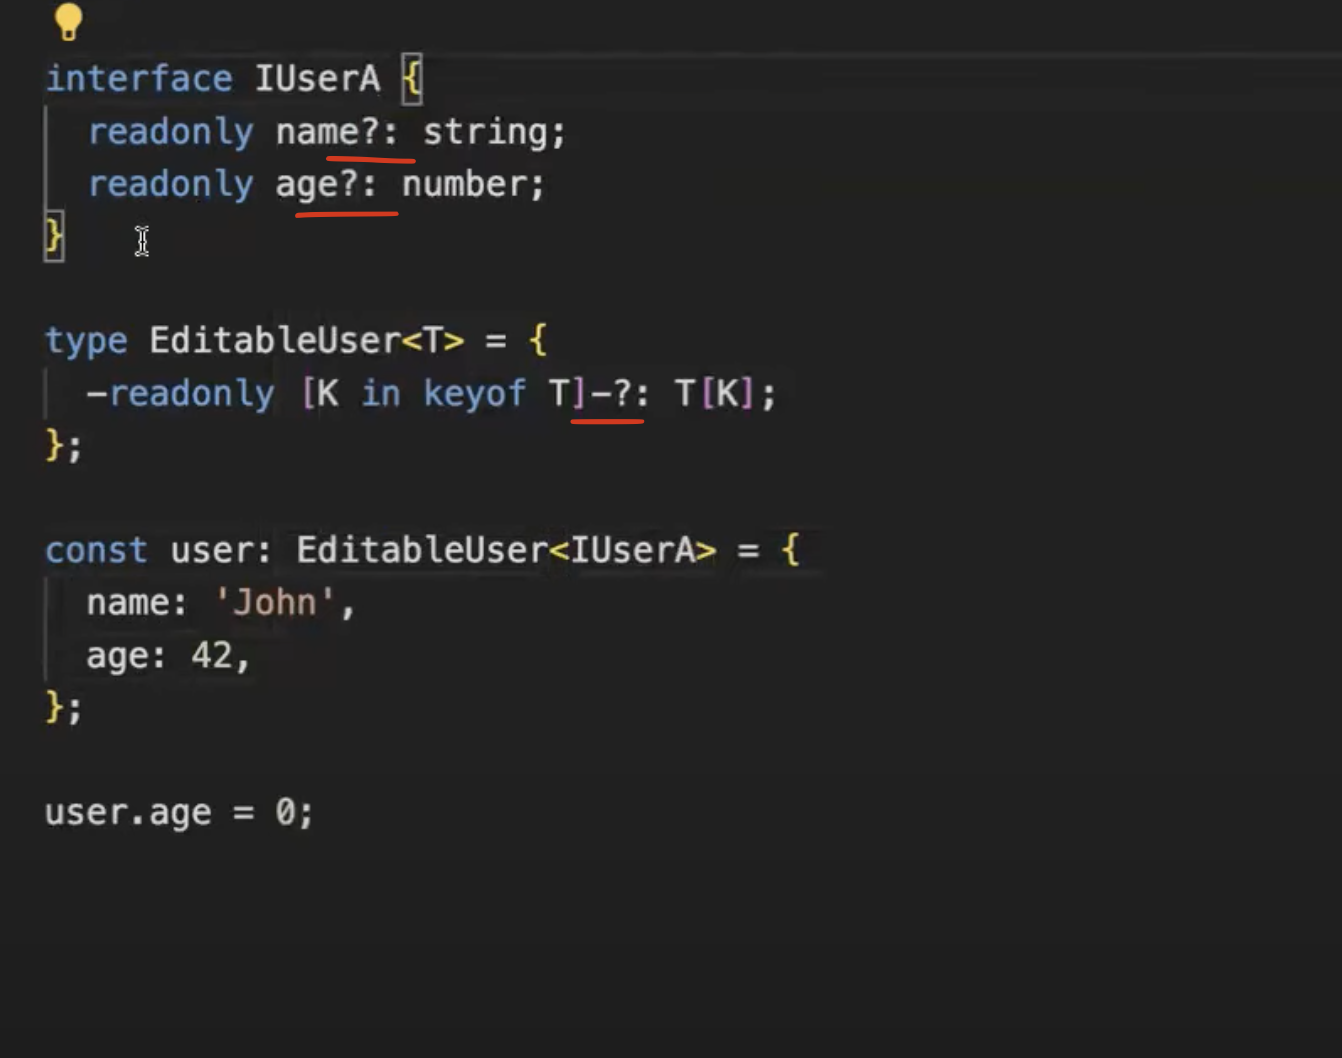 interface IUserA {
readonly name?: string;
readonly age?: number;
}
type EditableUser<T> = {
-readonly [K in keyof T]-?: T[K];
};
const user: EditableUser<IUserA> = {
name: 'John',
age: 42,
};
user.age = 0;